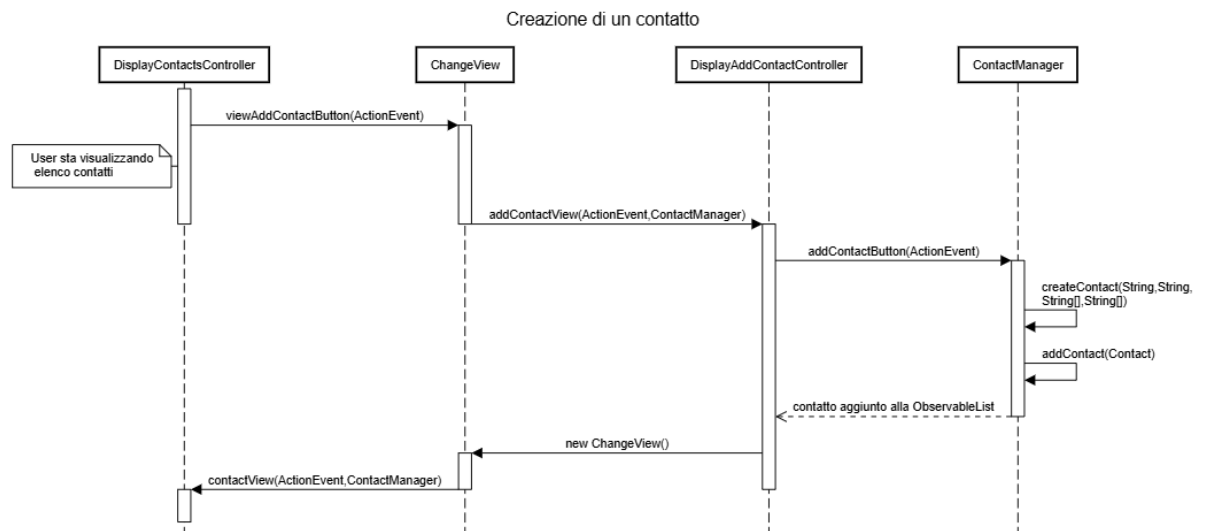 Creazione di un contatto
DisplayContactsController
ChangeView
DisplayAddContactController
ContactManager
viewAddContactButton(ActionEvent)
User sta visualizzando
elenco contatti
addContactView(ActionEvent,ContactManager)
addContactButton(ActionEvent)
createContact(String,String,
String[],String[])
addContact(Contact)
contatto aggiunto alla ObservableList
new ChangeView()
contactView(ActionEvent,ContactManager)